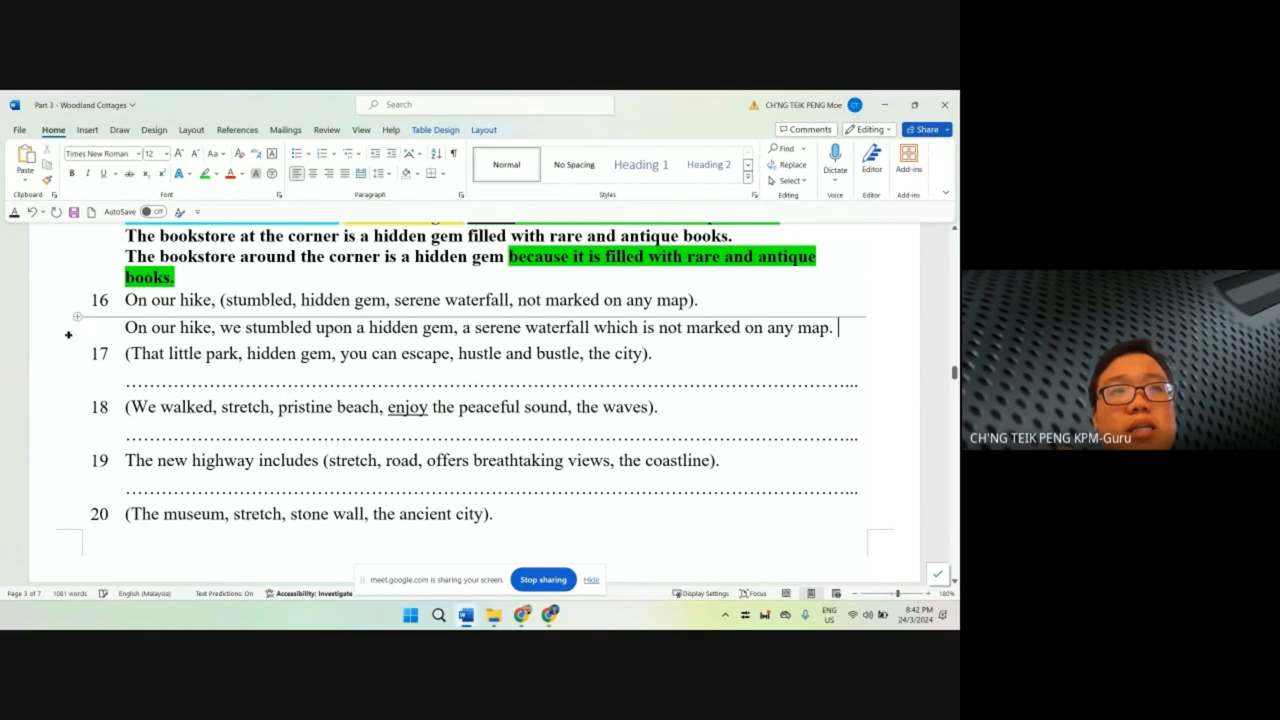 Part 3 - Woodland Cottages
Search
CH'NG TEIK PENG Moe
CT
File Home Insert Draw Design Layout References Mailings Review View Help Table Design Layout
Comments Editing Share
Paste
Clipboard
Times New Roman 12
Font
Paragraph
Normal No Spacing Heading 1 Heading 2
Styles
Find
Replace
Select
Editing
Dictate
Voice
Editor
Editor
Add-ins
Add-ins
AutoSave Off
The bookstore at the corner is a hidden gem filled with rare and antique books.
The bookstore around the corner is a hidden gem because it is filled with rare and antique
books.
16 On our hike, (stumbled, hidden gem, serene waterfall, not marked on any map).
On our hike, we stumbled upon a hidden gem, a serene waterfall which is not marked on any map.
17 (That little park, hidden gem, you can escape, hustle and bustle, the city).
18 (We walked, stretch, pristine beach, enjoy the peaceful sound, the waves).
19 The new highway includes (stretch, road, offers breathtaking views, the coastline).
20 (The museum, stretch, stone wall, the ancient city).
meet.google.com is sharing your screen. Stop sharing Hide
Page 3 of 7 1081 words English (Malaysia) Text Predictions: On Accessibility: Investigate Display Settings Focus 180%
ENG
US
8:42 PM
24/3/2024
CH'NG TEIK PENG KPM-Guru